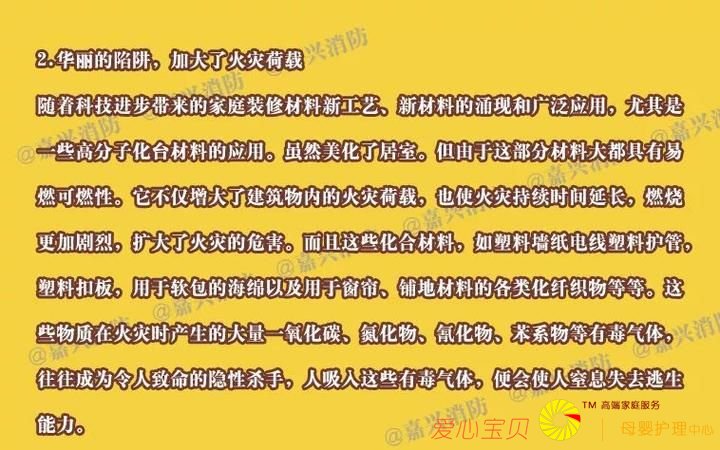 2.华丽的陷阱，加大了火灾荷载
随着科技进步带来的家庭装修材料新工艺、新材料的涌现和广泛应用，尤其是
一些高分子化台材料的应用。虽然美化了居室。但由于这部分材料大都具有易
燃可燃性。它不仅增大了建筑物内的火灾荷载，也使火灾持续时间延长，燃烧
更加剧烈，扩大了火灾的危害。而且这些化合材料，如塑料墙纸电线塑料护管，
塑料扣板，用于软包的海绵以及用于窗帘、铺地材料的各类化纤织物等等。这
些物质在火灾时产生的大量一氧化碳、氮化物、氰化物、苯系物等有毒气体，
往往成为令人致命的隐性杀手，人吸入这些有毒气体，便会使人窒息失去逃生
能力。
@嘉兴消防
爱心宝贝
TM 高端家庭服务
母婴护理中心